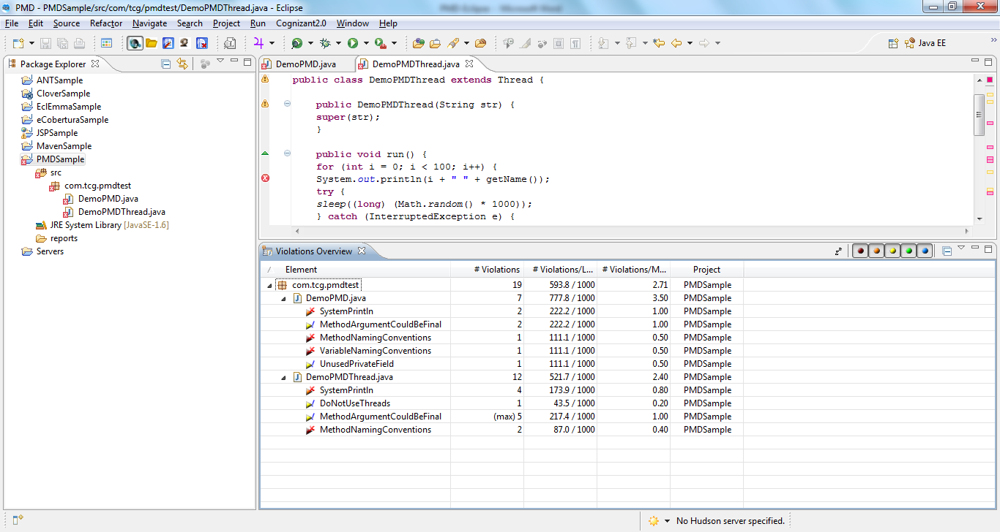 PMD - PMDSample/src/com/tcg/pmdtest/DemoPMDThread.java - Eclipse
File Edit Source Refactor Navigate Search Project Run Cognizant2.0 Window Help
Java EE
Package Explorer
ANTSample
CloverSample
EclEmmaSample
eCoberturaSample
JSPSample
MavenSample
PMDSample
src
com.tcg.pmdtest
DemoPMD.java
DemoPMDThread.java
JRE System Library [JavaSE-1.6]
reports
Servers
DemoPMD.java DemoPMDThread.java
public class DemoPMDThread extends Thread {
public DemoPMDThread(String str) {
super(str);
}
public void run() {
for (int i = 0; i < 100; i++) {
System.out.println(i + " " + getName());
try {
sleep((long) (Math.random() * 1000));
} catch (InterruptedException e) {
Violations Overview
Element # Violations # Violations/L... # Violations/M... Project
com.tcg.pmdtest 19 593.8 / 1000 2.71 PMDSample
DemoPMD.java 7 777.8 / 1000 3.50 PMDSample
SystemPrintln 2 222.2 / 1000 1.00 PMDSample
MethodArgumentCouldBeFinal 2 222.2 / 1000 1.00 PMDSample
MethodNamingConventions 1 111.1 / 1000 0.50 PMDSample
VariableNamingConventions 1 111.1 / 1000 0.50 PMDSample
UnusedPrivateField 1 111.1 / 1000 0.50 PMDSample
DemoPMDThread.java 12 521.7 / 1000 2.40 PMDSample
SystemPrintln 4 173.9 / 1000 0.80 PMDSample
DoNotUseThreads 1 43.5 / 1000 0.20 PMDSample
MethodArgumentCouldBeFinal (max) 5 217.4 / 1000 1.00 PMDSample
MethodNamingConventions 2 87.0 / 1000 0.40 PMDSample
No Hudson server specified.